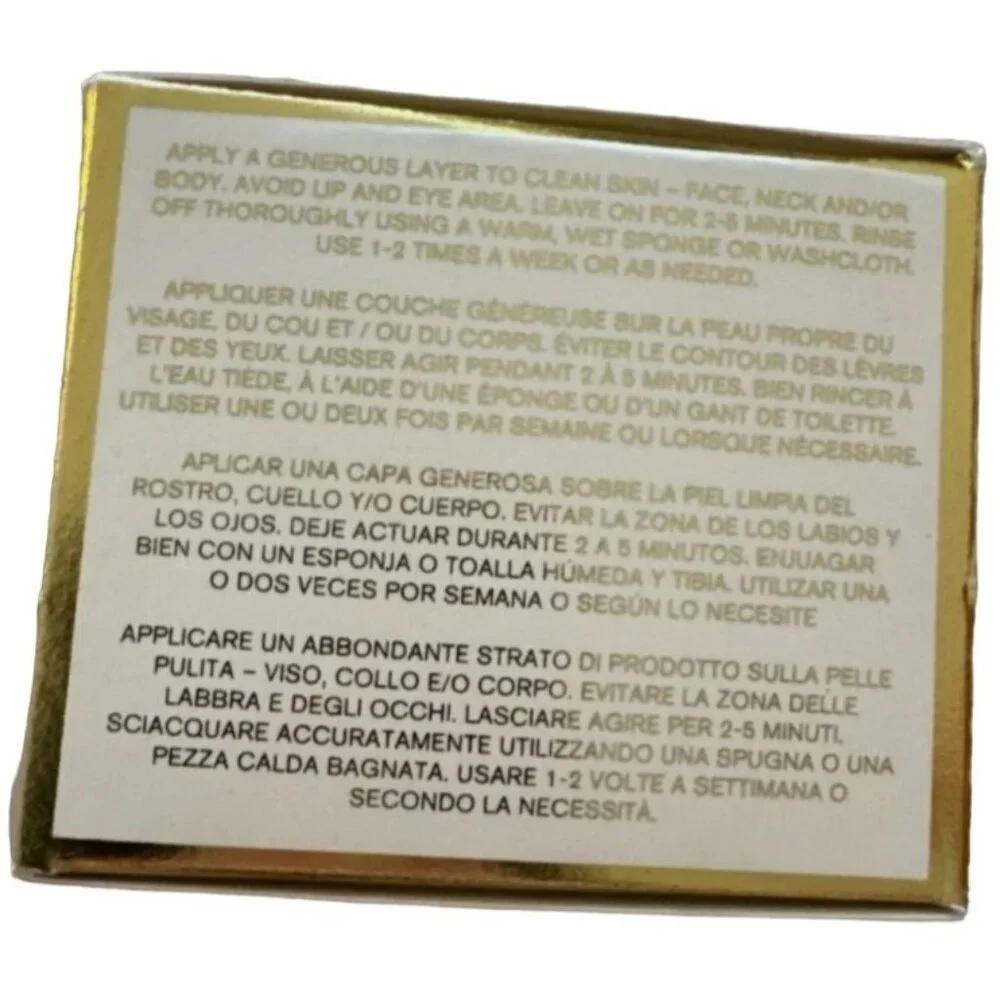 APPLY A GENEROUS LAYER TO CLEAN SKIN – FACE, NECK AND/OR
BODY. AVOID LIP AND EYE AREA. LEAVE ON FOR 2-5 MINUTES. RINSE
OFF THOROUGHLY USING A WARM, WET SPONGE OR WASHCLOTH.
USE 1-2 TIMES A WEEK OR AS NEEDED.
APPLIQUER UNE COUCHE GÉNÉREUSE SUR LA PEAU PROPRE DU
VISAGE, DU COU ET / OU DU CORPS. ÉVITER LE CONTOUR DES LÈVRES
ET DES YEUX. LAISSER AGIR PENDANT 2 À 5 MINUTES. BIEN RINCER À
L'EAU TIÈDE, À L'AIDE D'UNE ÉPONGE OU D'UN GANT DE TOILETTE.
UTILISER UNE OU DEUX FOIS PAR SEMAINE OU LORSQUE NÉCESSAIRE.
APLICAR UNA CAPA GENEROSA SOBRE LA PIEL LIMPIA DEL
ROSTRO, CUELLO Y/O CUERPO. EVITAR LA ZONA DE LOS LABIOS Y
LOS OJOS. DEJE ACTUAR DURANTE 2 A 5 MINUTOS. ENJUAGAR
BIEN CON UN ESPONJA O TOALLA HÚMEDA Y TIBIA. UTILIZAR UNA
O DOS VECES POR SEMANA O SEGÚN LO NECESITE
APPLICARE UN ABBONDANTE STRATO DI PRODOTTO SULLA PELLE
PULITA – VISO, COLLO E/O CORPO. EVITARE LA ZONA DELLE
LABBRA E DEGLI OCCHI. LASCIARE AGIRE PER 2-5 MINUTI.
SCIACQUARE ACCURATAMENTE UTILIZZANDO UNA SPUGNA O UNA
PEZZA CALDA BAGNATA. USARE 1-2 VOLTE A SETTIMANA O
SECONDO LA NECESSITÀ.